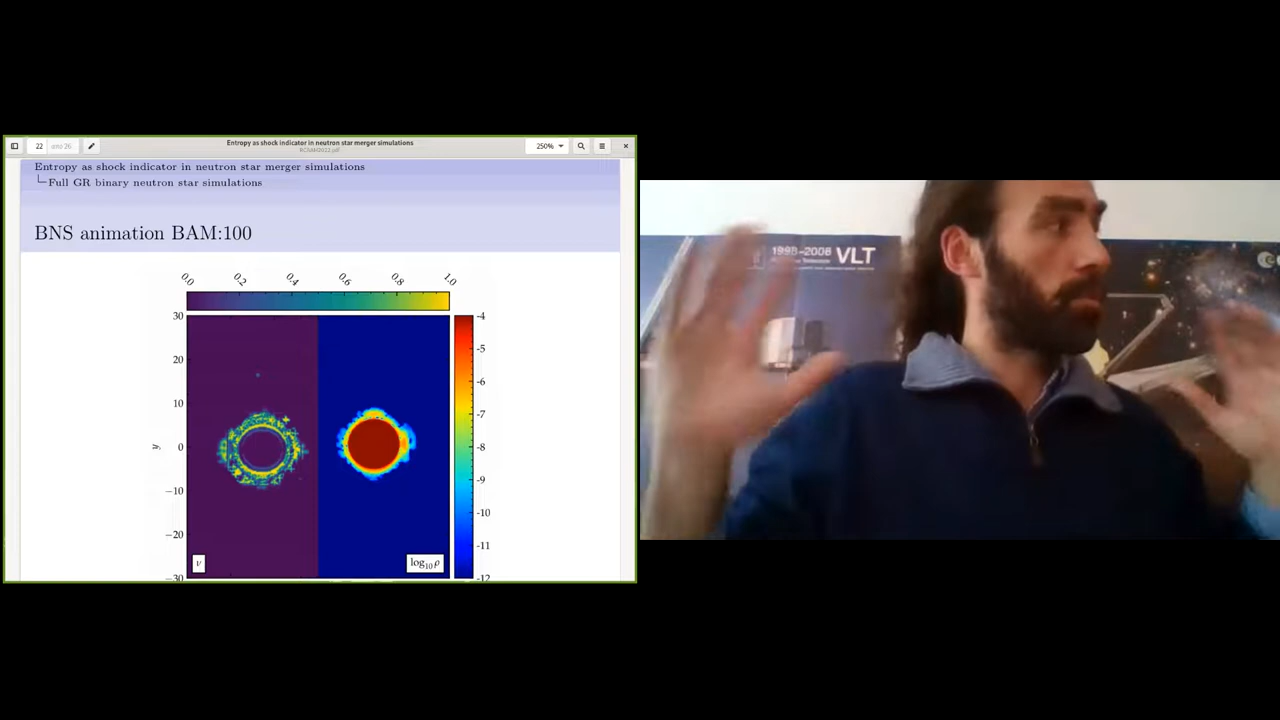 22
de 26
Entropy as shock indicator in neutron star merger simulations
250%
Entropy as shock indicator in neutron star merger simulations
Full GR binary neutron star simulations
BNS animation BAM:100
0.0 0.2 0.4 0.6 0.8 1.0
30
20
10
0
−10
−20
−30
y
-4
-5
-6
-7
-8
-9
-10
-11
-12
ν
log10 ρ
1998–2008 VLT